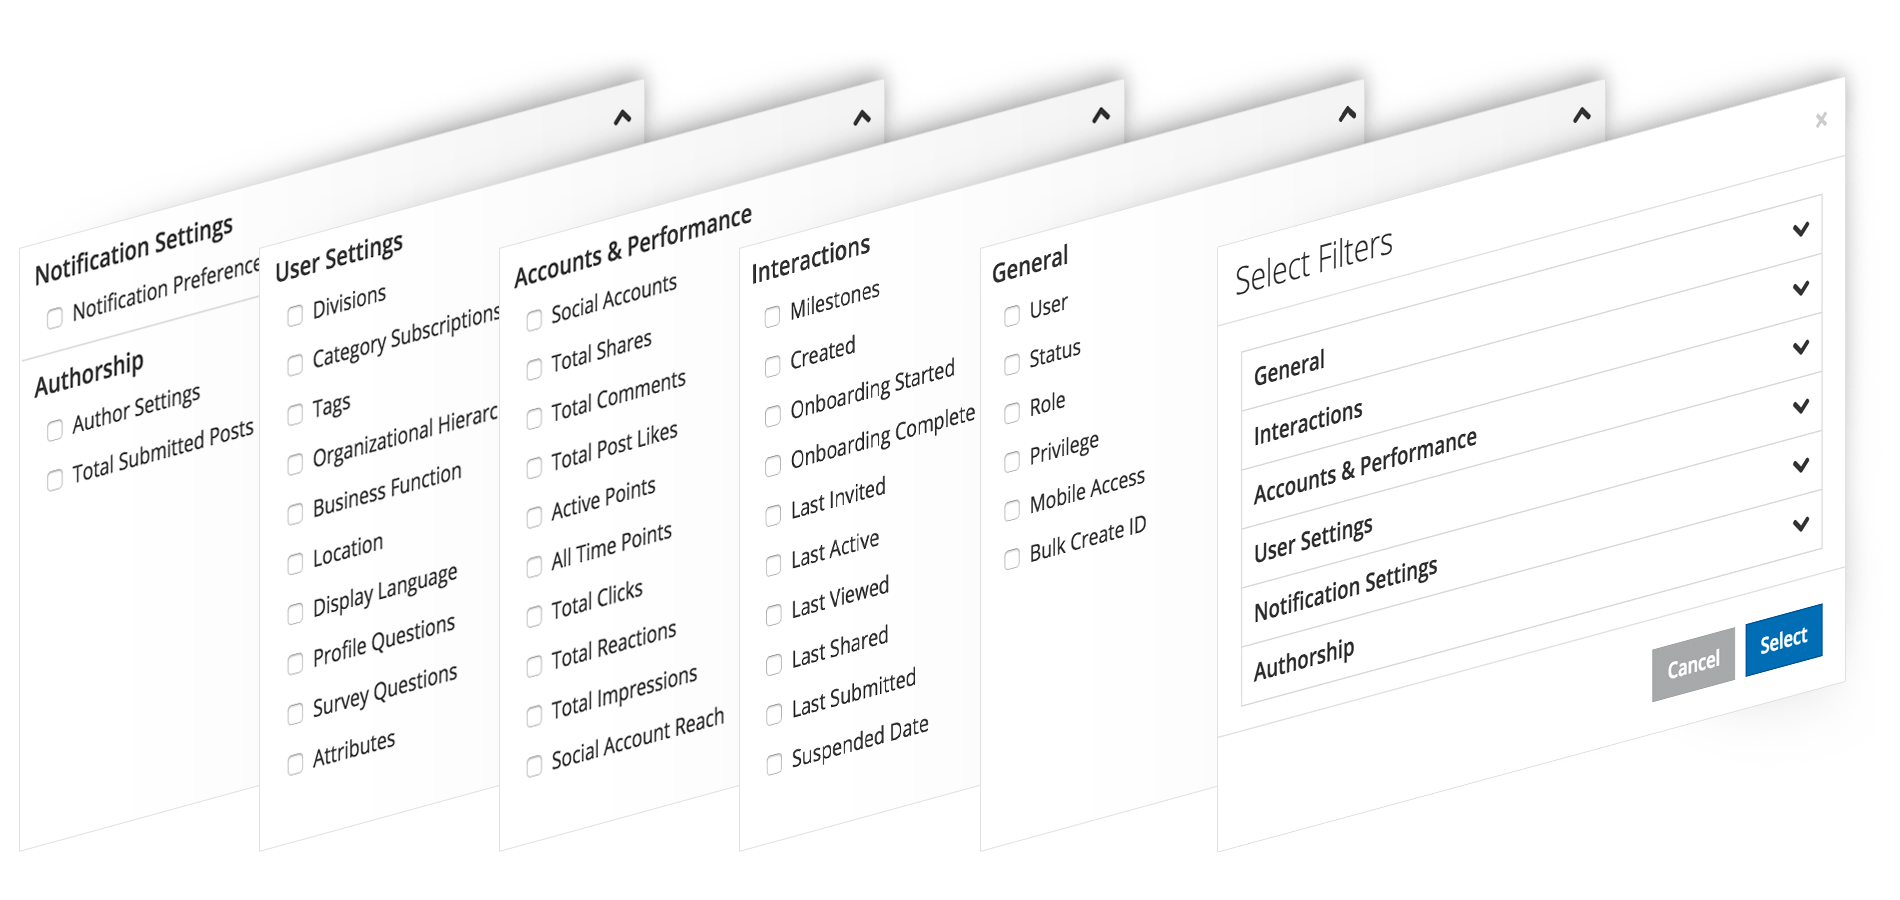 Notification Settings
Notification Preference
Authorship
Author Settings
Total Submitted Posts
User Settings
Divisions
Category Subscriptions
Tags
Organizational Hierarc
Business Function
Location
Display Language
Profile Questions
Survey Questions
Attributes
Accounts & Performance
Social Accounts
Total Shares
Total Comments
Total Post Likes
Active Points
All Time Points
Total Clicks
Total Reactions
Total Impressions
Social Account Reach
Interactions
Milestones
Created
Onboarding Started
Onboarding Complete
Last Invited
Last Active
Last Viewed
Last Shared
Last Submitted
Suspended Date
General
User
Status
Role
Privilege
Mobile Access
Bulk Create ID
Select Filters
General
Interactions
Accounts & Performance
User Settings
Notification Settings
Authorship
Cancel
Select